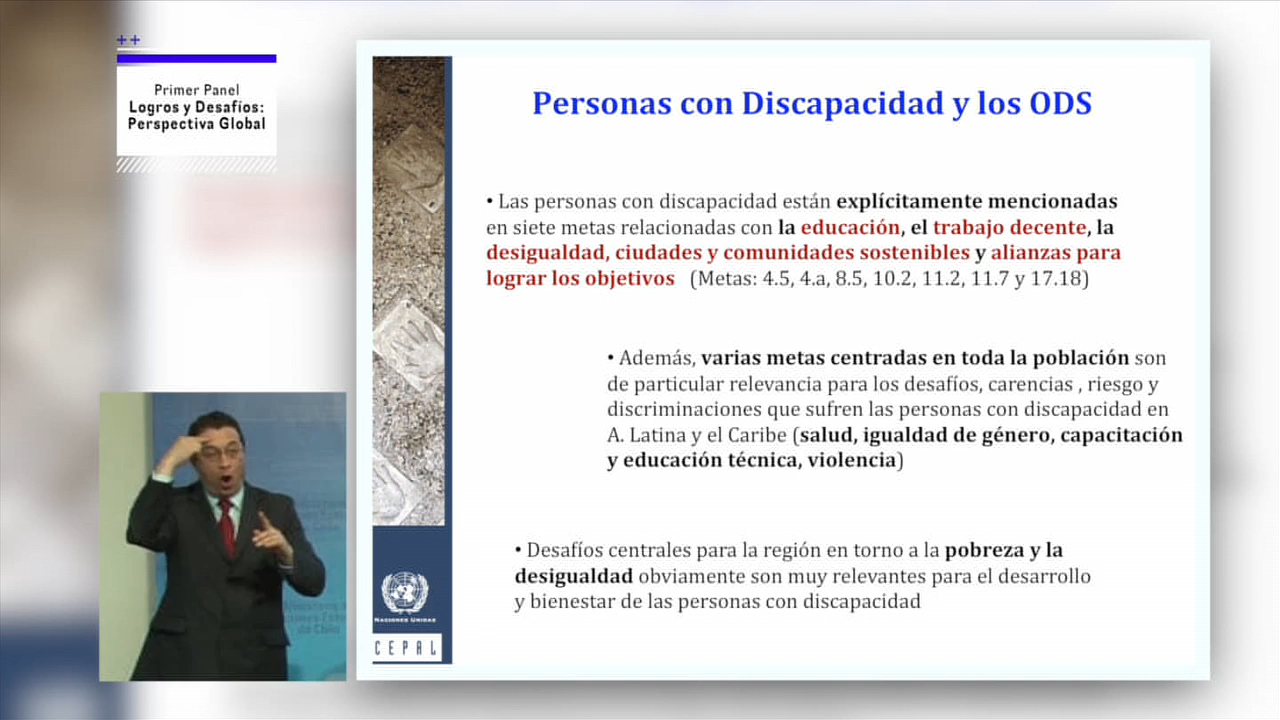 ++
Primer Panel
Logros y Desafíos:
Perspectiva Global
Personas con Discapacidad y los ODS
• Las personas con discapacidad están explícitamente mencionadas
en siete metas relacionadas con la educación, el trabajo decente, la
desigualdad, ciudades y comunidades sostenibles y alianzas para
lograr los objetivos (Metas: 4.5, 4.a, 8.5, 10.2, 11.2, 11.7 y 17.18)
• Además, varias metas centradas en toda la población son
de particular relevancia para los desafíos, carencias , riesgo y
discriminaciones que sufren las personas con discapacidad en
A. Latina y el Caribe (salud, igualdad de género, capacitación
y educación técnica, violencia)
• Desafíos centrales para la región en torno a la pobreza y la
desigualdad obviamente son muy relevantes para el desarrollo
y bienestar de las personas con discapacidad
NACIONES UNIDAS
CEPAL
de Chile